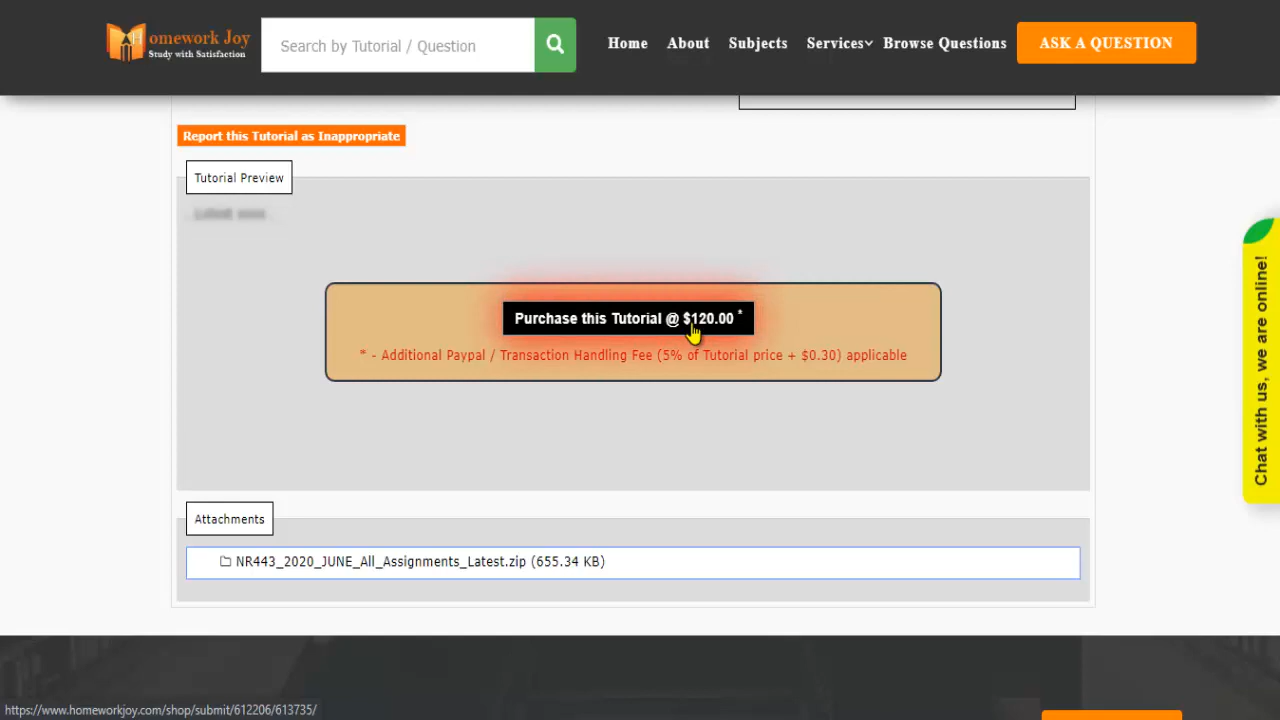 Homework Joy
Study with Satisfaction
Search by Tutorial / Question
Home About Subjects Services Browse Questions ASK A QUESTION
Report this Tutorial as Inappropriate
Tutorial Preview
Purchase this Tutorial @ $120.00 *
* - Additional Paypal / Transaction Handling Fee (5% of Tutorial price + $0.30) applicable
Chat with us, we are online!
Attachments
NR443_2020_JUNE_All_Assignments_Latest.zip (655.34 KB)
https://www.homeworkjoy.com/shop/submit/612206/613735/